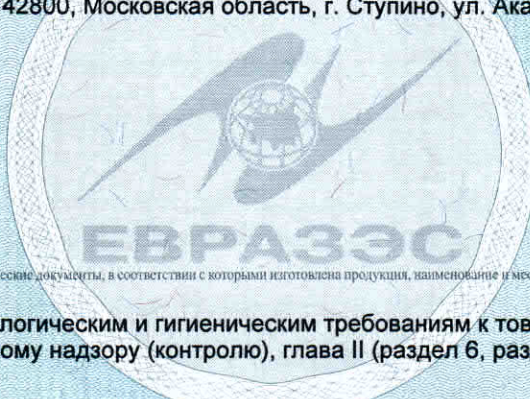 42800, Московская область, г. Ступино, ул. Ака
ЕВРАЗЭС
еские документы, в соответствии с которыми изготовлена продукция, наименование и мес
логическим и гигиеническим требованиям к тов
ому надзору (контролю), глава II (раздел 6, раз